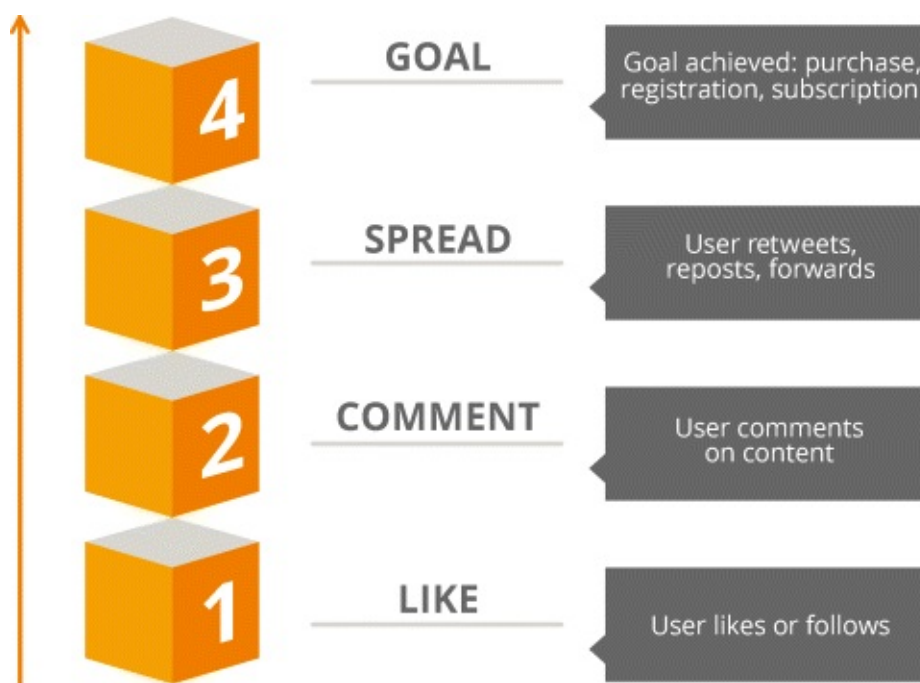 4
GOAL
Goal achieved: purchase,
registration, subscription
3
SPREAD
User retweets,
reposts, forwards
2
COMMENT
User comments
on content
1
LIKE
User likes or follows